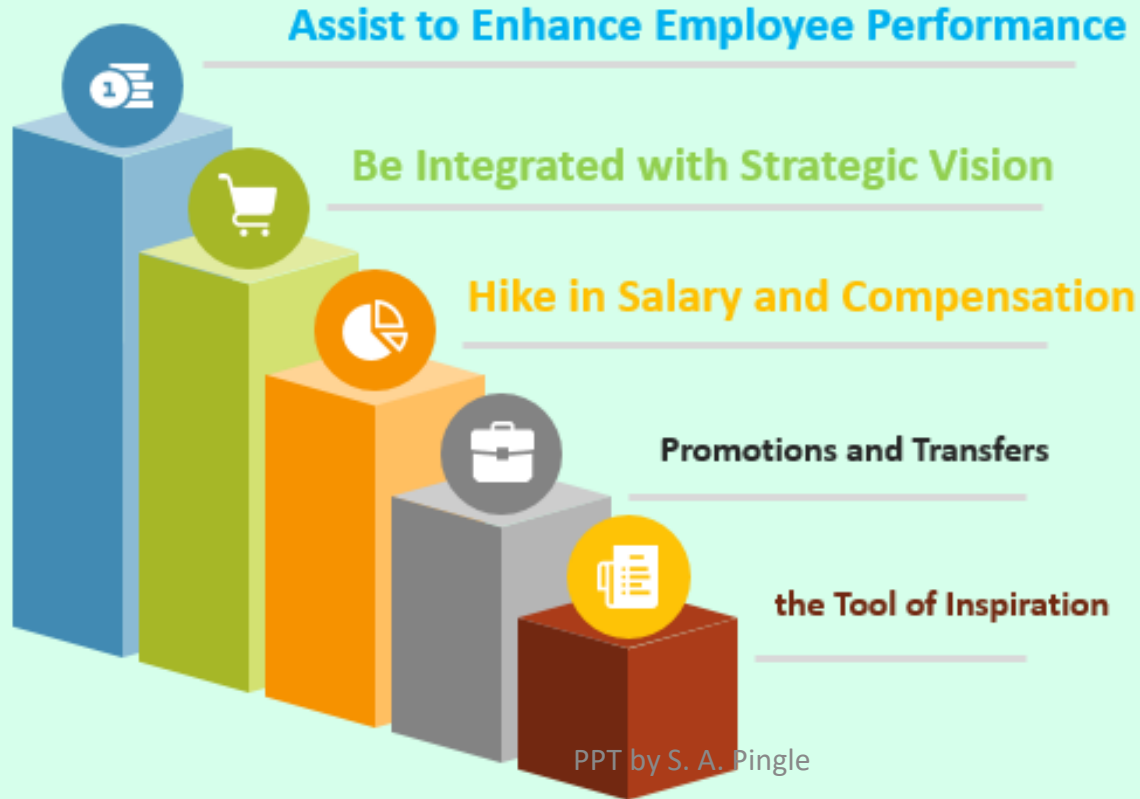 Assist to Enhance Employee Performance
1
Be Integrated with Strategic Vision
Hike in Salary and Compensation
Promotions and Transfers
the Tool of Inspiration
PPT by S. A. Pingle